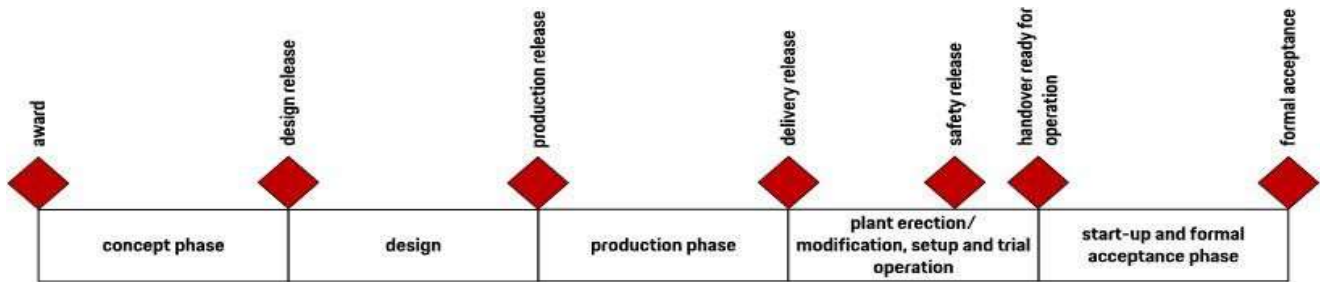 award
design release
production release
delivery release
safety release
handover ready for
operation
formal acceptance
concept phase
design
production phase
plant erection/
modification, setup and trial
operation
start-up and formal
acceptance phase